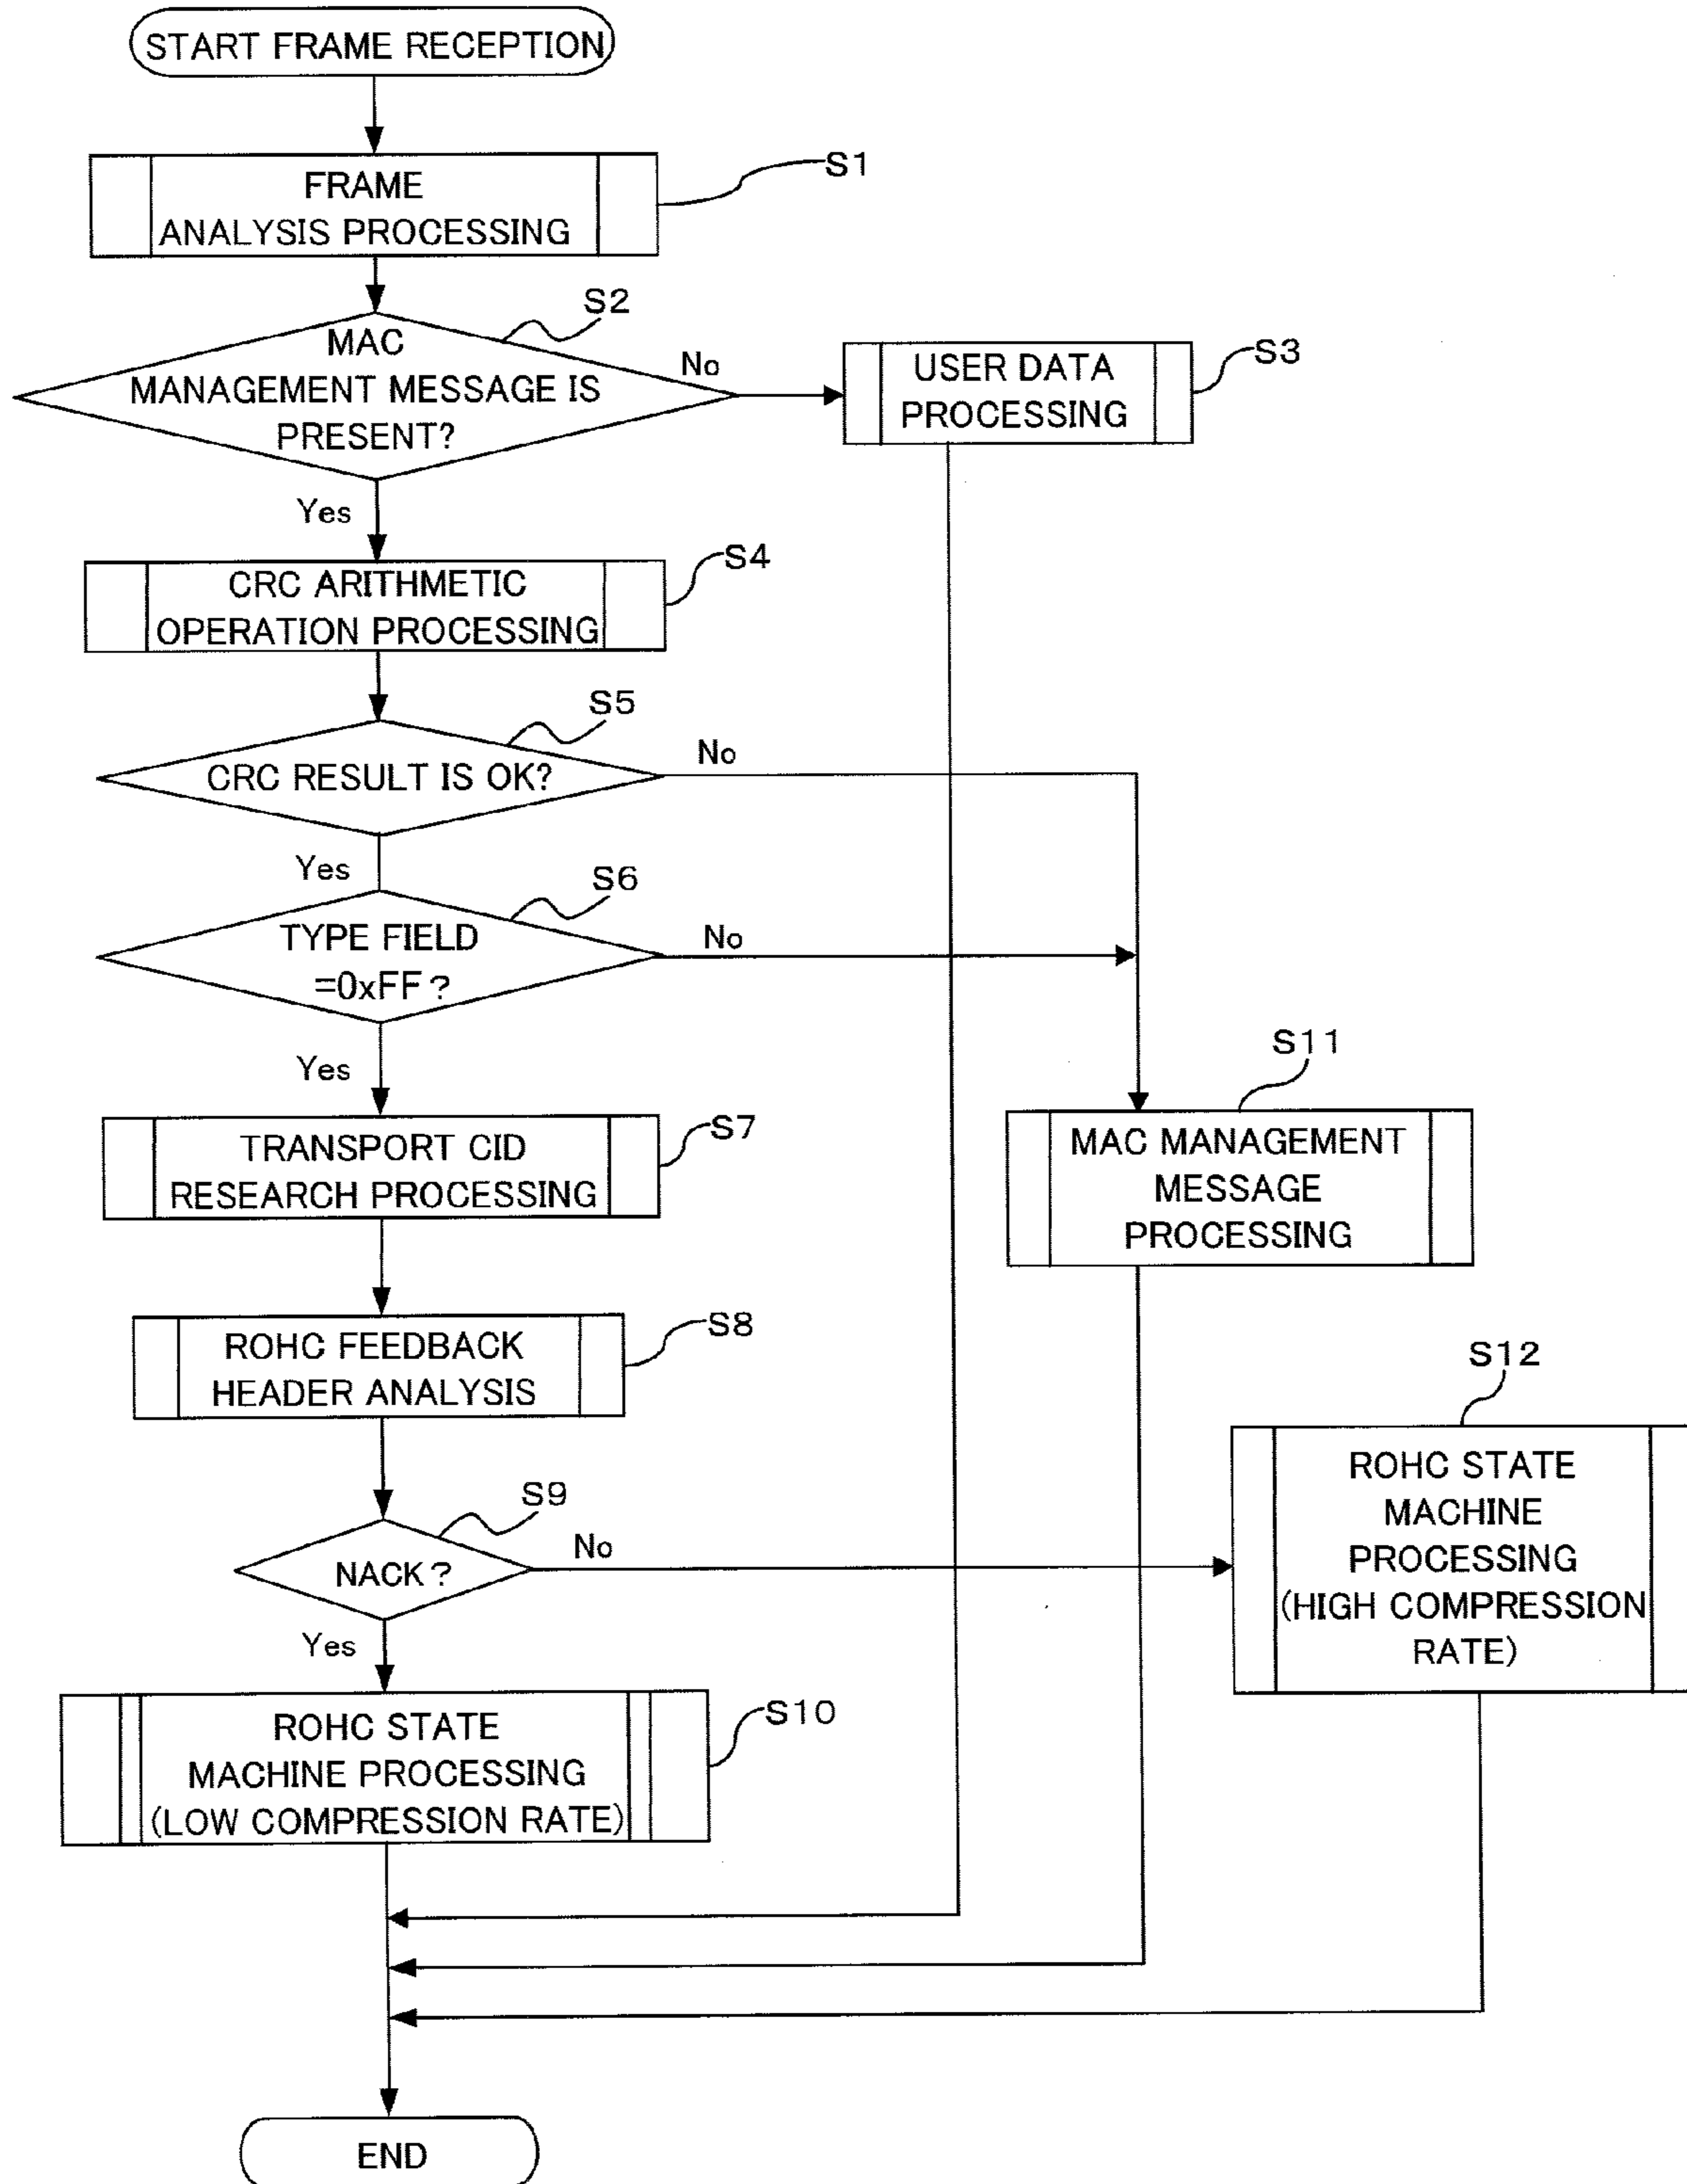 START FRAME RECEPTION
FRAME
ANALYSIS PROCESSING
S1
S2
MAC
MANAGEMENT MESSAGE IS
PRESENT?
No
USER DATA
PROCESSING
S3
Yes
CRC ARITHMETIC
OPERATION PROCESSING
S4
S5
CRC RESULT IS OK?
No
Yes
S6
TYPE FIELD
=0xFF?
No
Yes
S11
MAC MANAGEMENT
MESSAGE
PROCESSING
TRANSPORT CID
RESEARCH PROCESSING
S7
ROHC FEEDBACK
HEADER ANALYSIS
S8
S12
ROHC STATE
MACHINE
PROCESSING
(HIGH COMPRESSION
RATE)
S9
NACK?
No
Yes
ROHC STATE
MACHINE PROCESSING
(LOW COMPRESSION RATE)
S10
END